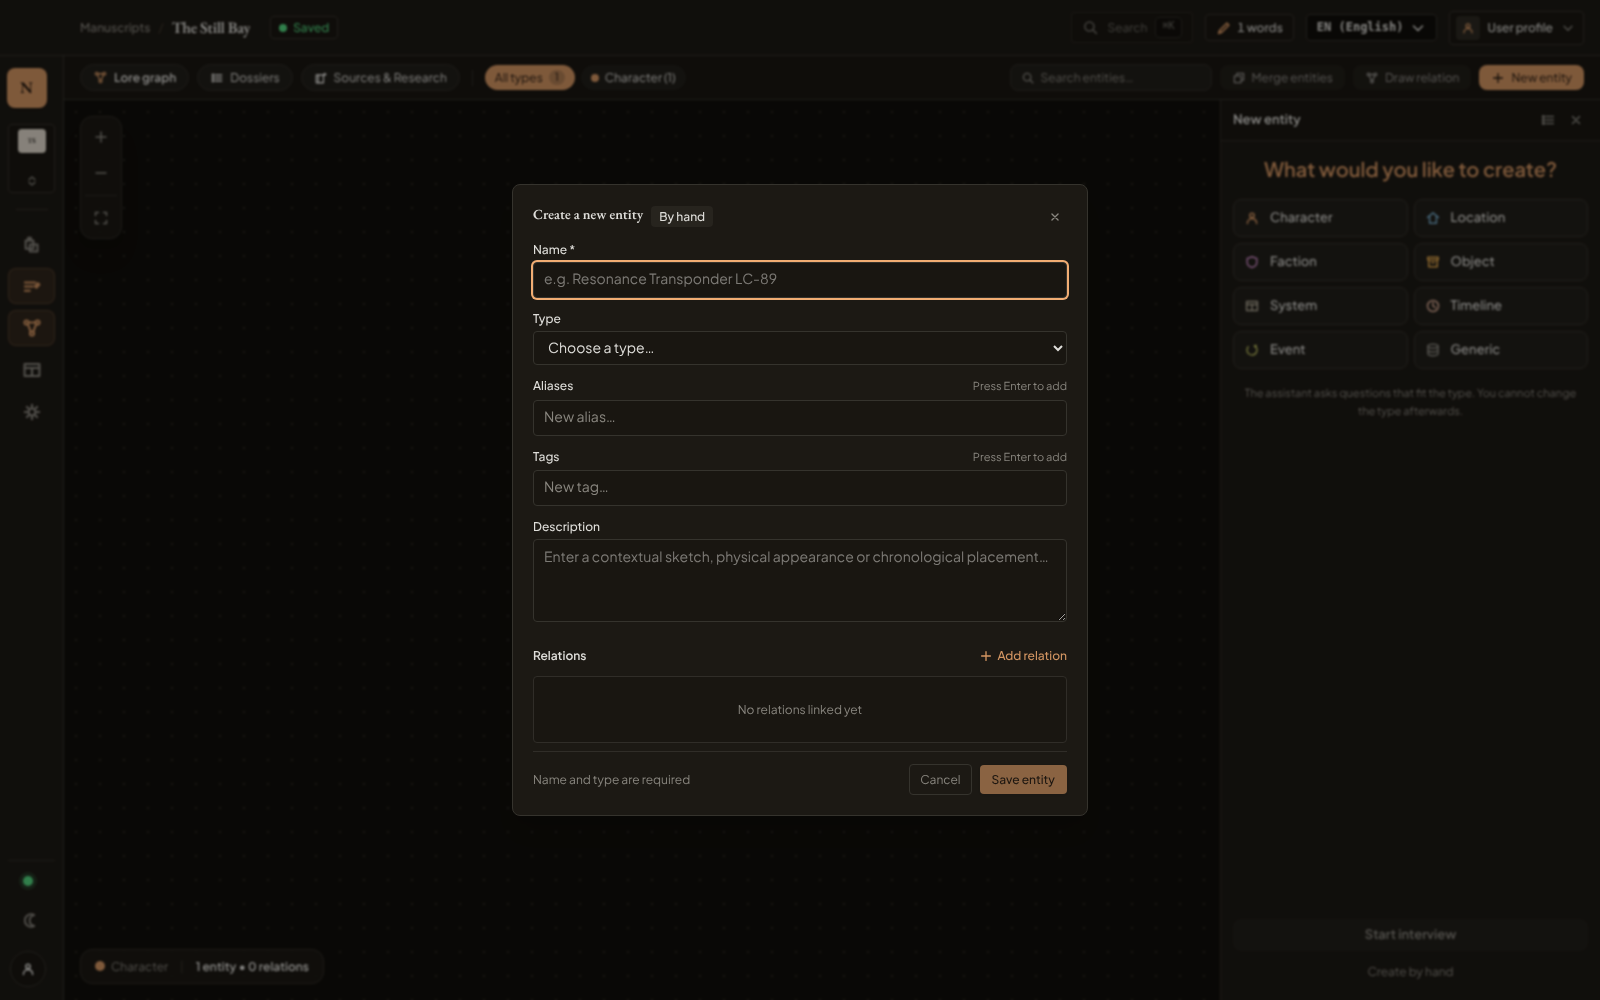 Manuscripts / The Still Bay
Saved
Search ⌘K
1 words
EN (English)
User profile
N
Lore graph
Dossiers
Sources & Research
All types 1
Character (1)
Search entities...
Merge entities
Draw relation
New entity
New entity
What would you like to create?
Character
Location
Faction
Object
System
Timeline
Event
Generic
The assistant asks questions that fit the type. You cannot change
the type afterwards.
Start interview
Create by hand
Create a new entity By hand
Name *
e.g. Resonance Transponder LC-89
Type
Choose a type...
Aliases Press Enter to add
New alias...
Tags Press Enter to add
New tag...
Description
Enter a contextual sketch, physical appearance or chronological placement...
Relations + Add relation
No relations linked yet
Name and type are required
Cancel
Save entity
Character
1 entity • 0 relations